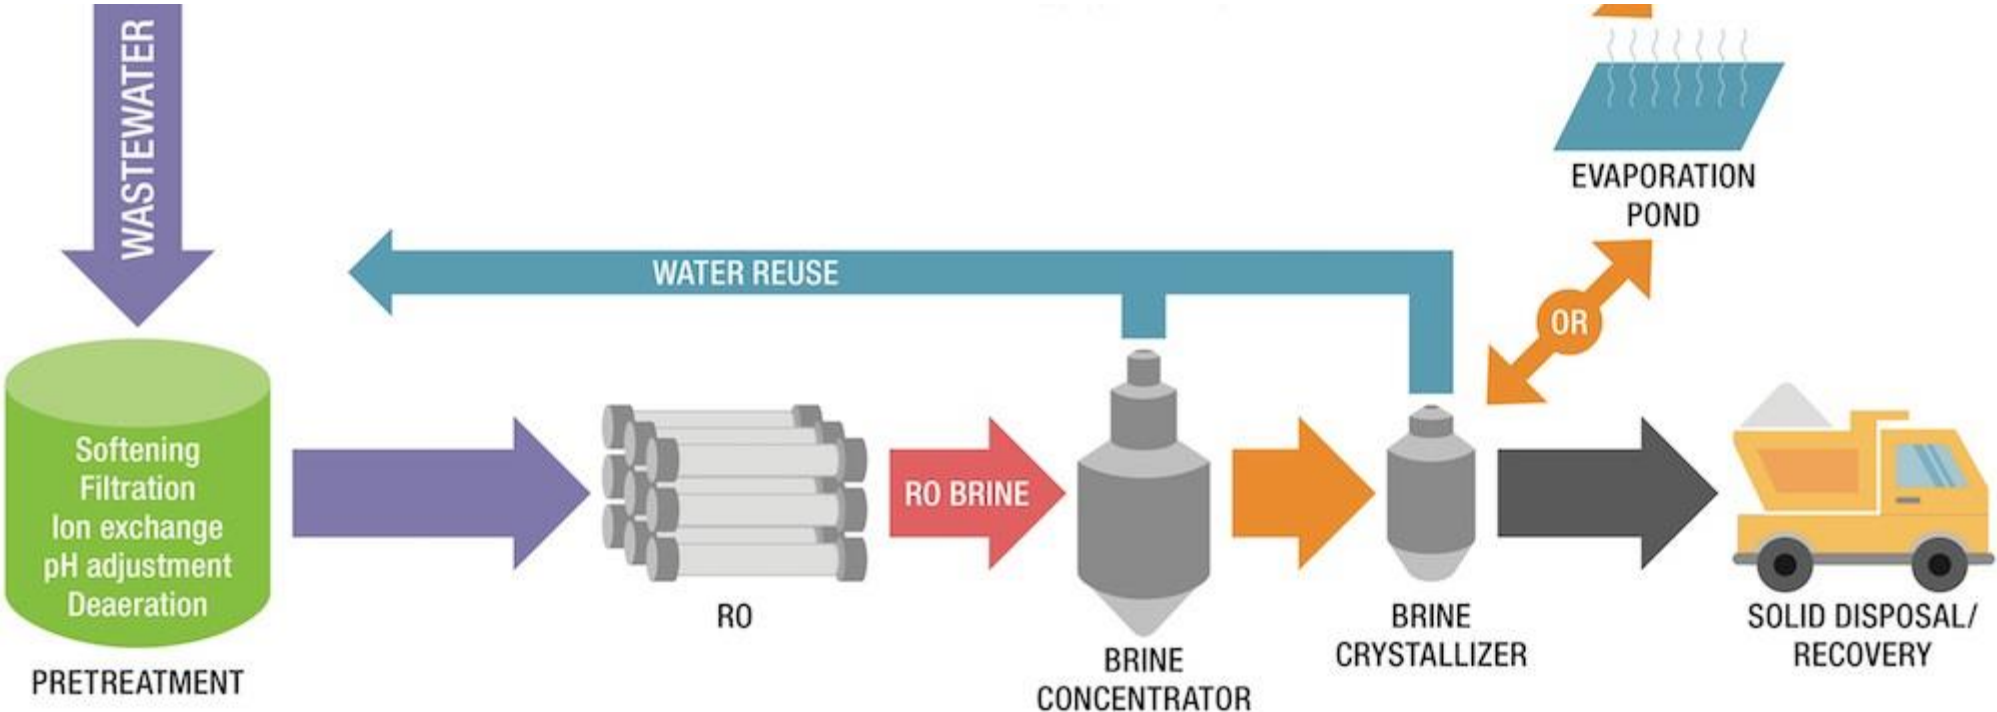 WASTEWATER
EVAPORATION
POND
WATER REUSE
OR
Softening
Filtration
Ion exchange
pH adjustment
Deaeration
RO BRINE
PRETREATMENT
RO
BRINE
CONCENTRATOR
BRINE
CRYSTALLIZER
SOLID DISPOSAL/
RECOVERY